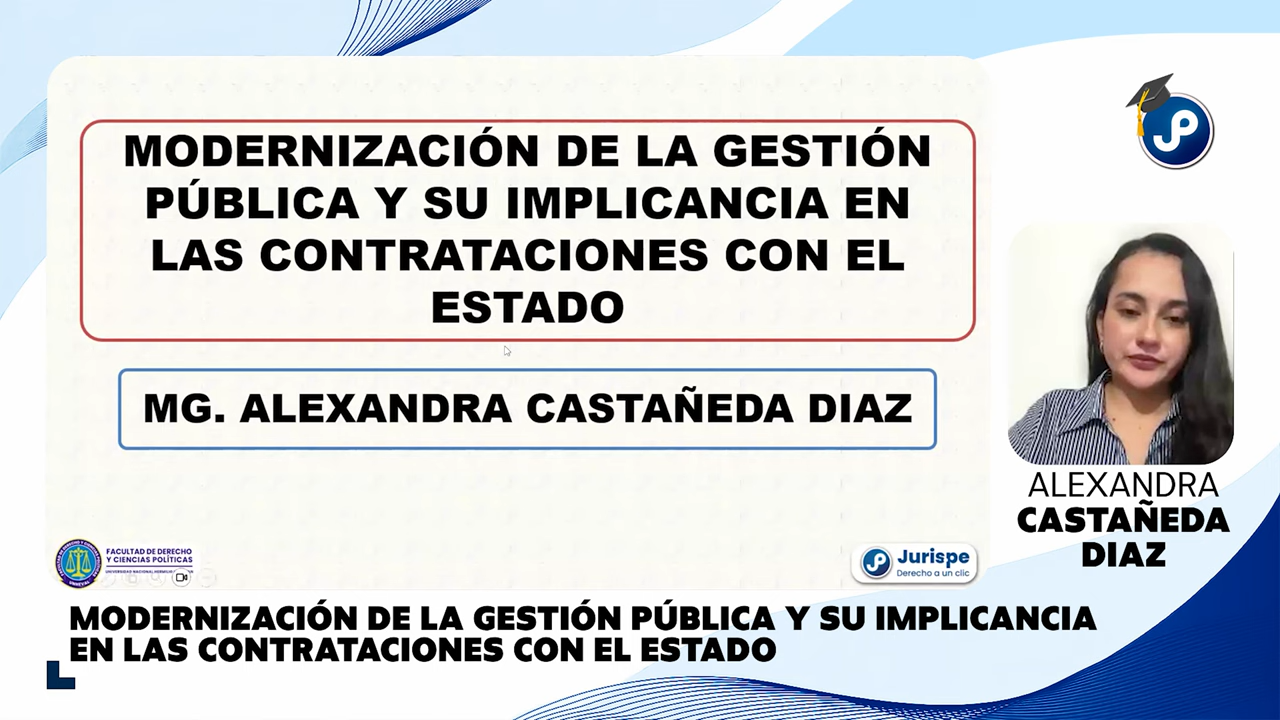 MODERNIZACIÓN DE LA GESTIÓN
PÚBLICA Y SU IMPLICANCIA EN
LAS CONTRATACIONES CON EL
ESTADO
MG. ALEXANDRA CASTAÑEDA DIAZ
FACULTAD DE DERECHO
Y CIENCIAS POLÍTICAS
JP
Jurispe
Derecho a un clic
JP
ALEXANDRA
CASTAÑEDA
DIAZ
MODERNIZACIÓN DE LA GESTIÓN PÚBLICA Y SU IMPLICANCIA
EN LAS CONTRATACIONES CON EL ESTADO